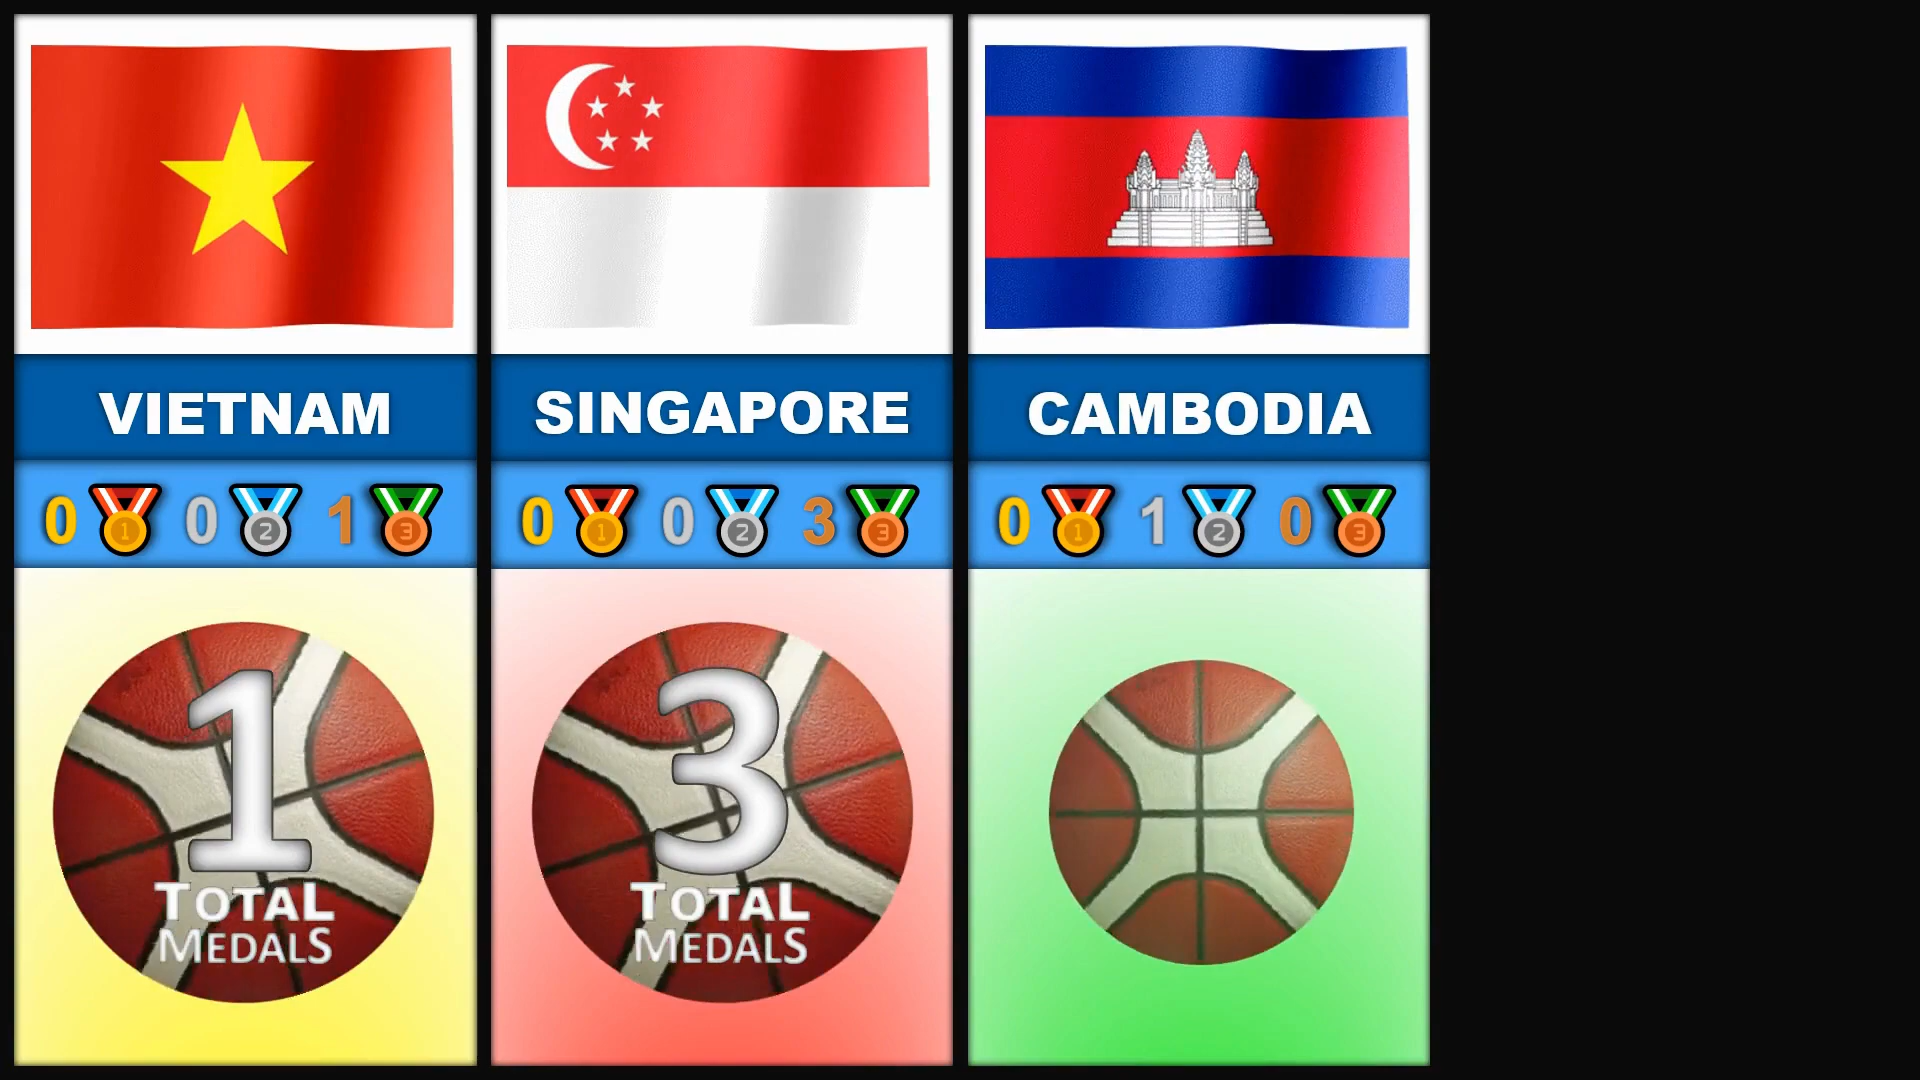 VIETNAM
0 1 0 2 1 3
1
TOTAL
MEDALS
SINGAPORE
0 1 0 2 3 3
3
TOTAL
MEDALS
CAMBODIA
0 1 1 2 0 3